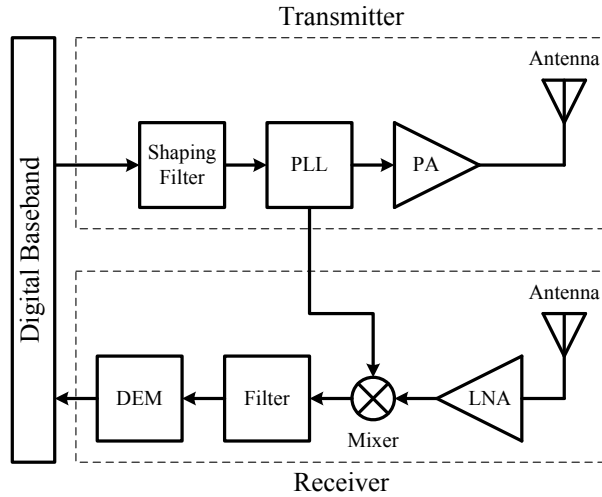 Transmitter
Antenna
Shaping
Filter
PLL
PA
Digital Baseband
Antenna
DEM
Filter
LNA
Mixer
Receiver